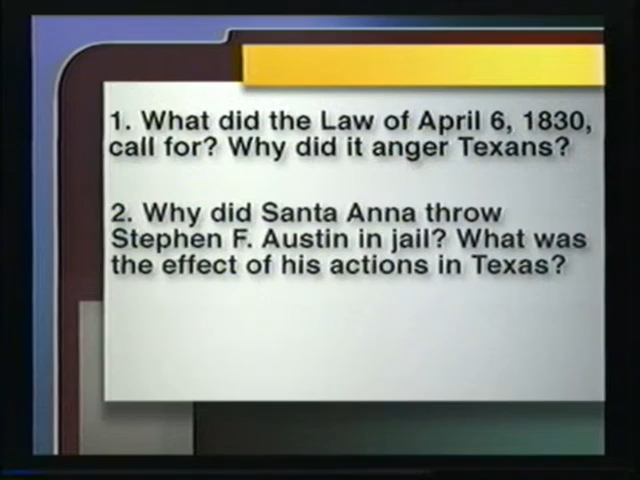 1. What did the Law of April 6, 1830,
call for? Why did it anger Texans?
2. Why did Santa Anna throw
Stephen F. Austin in jail? What was
the effect of his actions in Texas?